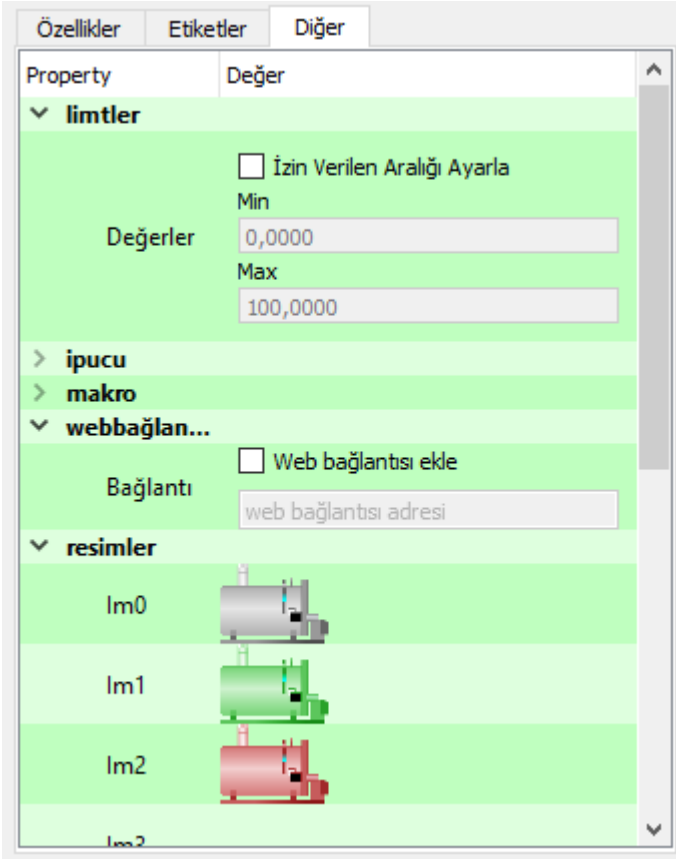 Özellikler Etiketler Diğer
Property Değer
limtler
İzin Verilen Aralığı Ayarla
Min
Değerler 0,0000
Max
100,0000
ipucu
makro
webbağlan...
Web bağlantısı ekle
Bağlantı
web bağlantısı adresi
resimler
Im0
Im1
Im2